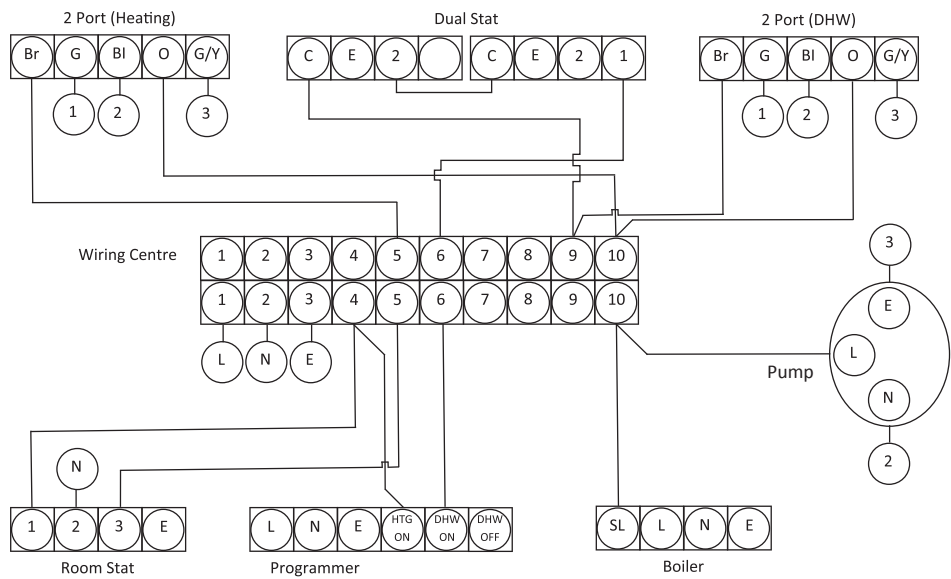 2 Port (Heating)
Dual Stat
2 Port (DHW)
Br G Bl O G/Y
C E 2
C E 2 1
Br G Bl O G/Y
1 2 3
1 2 3
Wiring Centre
1 2 3 4 5 6 7 8 9 10
1 2 3 4 5 6 7 8 9 10
L N E
3
E
L
N
Pump
2
N
1 2 3 E
L N E HTG ON DHW ON DHW OFF
SL L N E
Room Stat
Programmer
Boiler